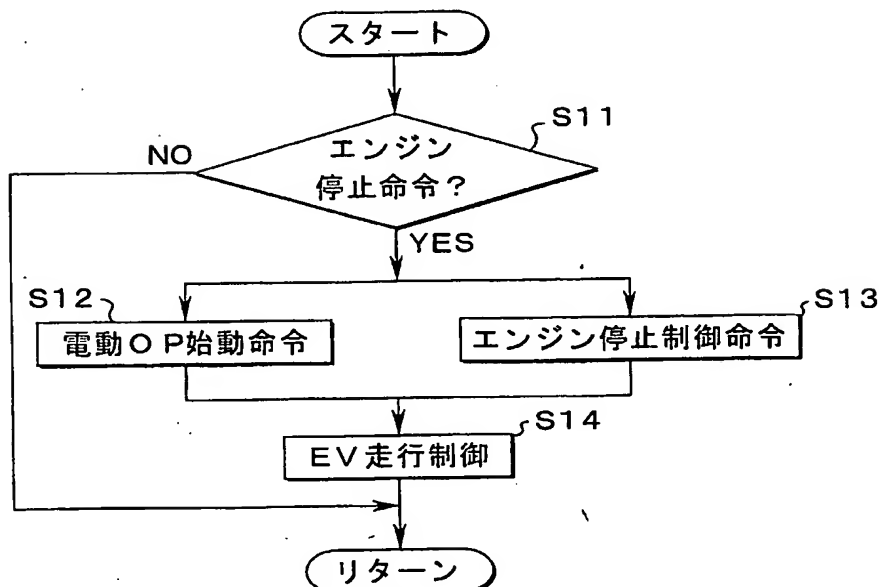 スタート
S11
NO
エンジン
停止命令?
YES
S12
S13
電動OP始動命令
エンジン停止制御命令
S14
EV走行制御
リターン